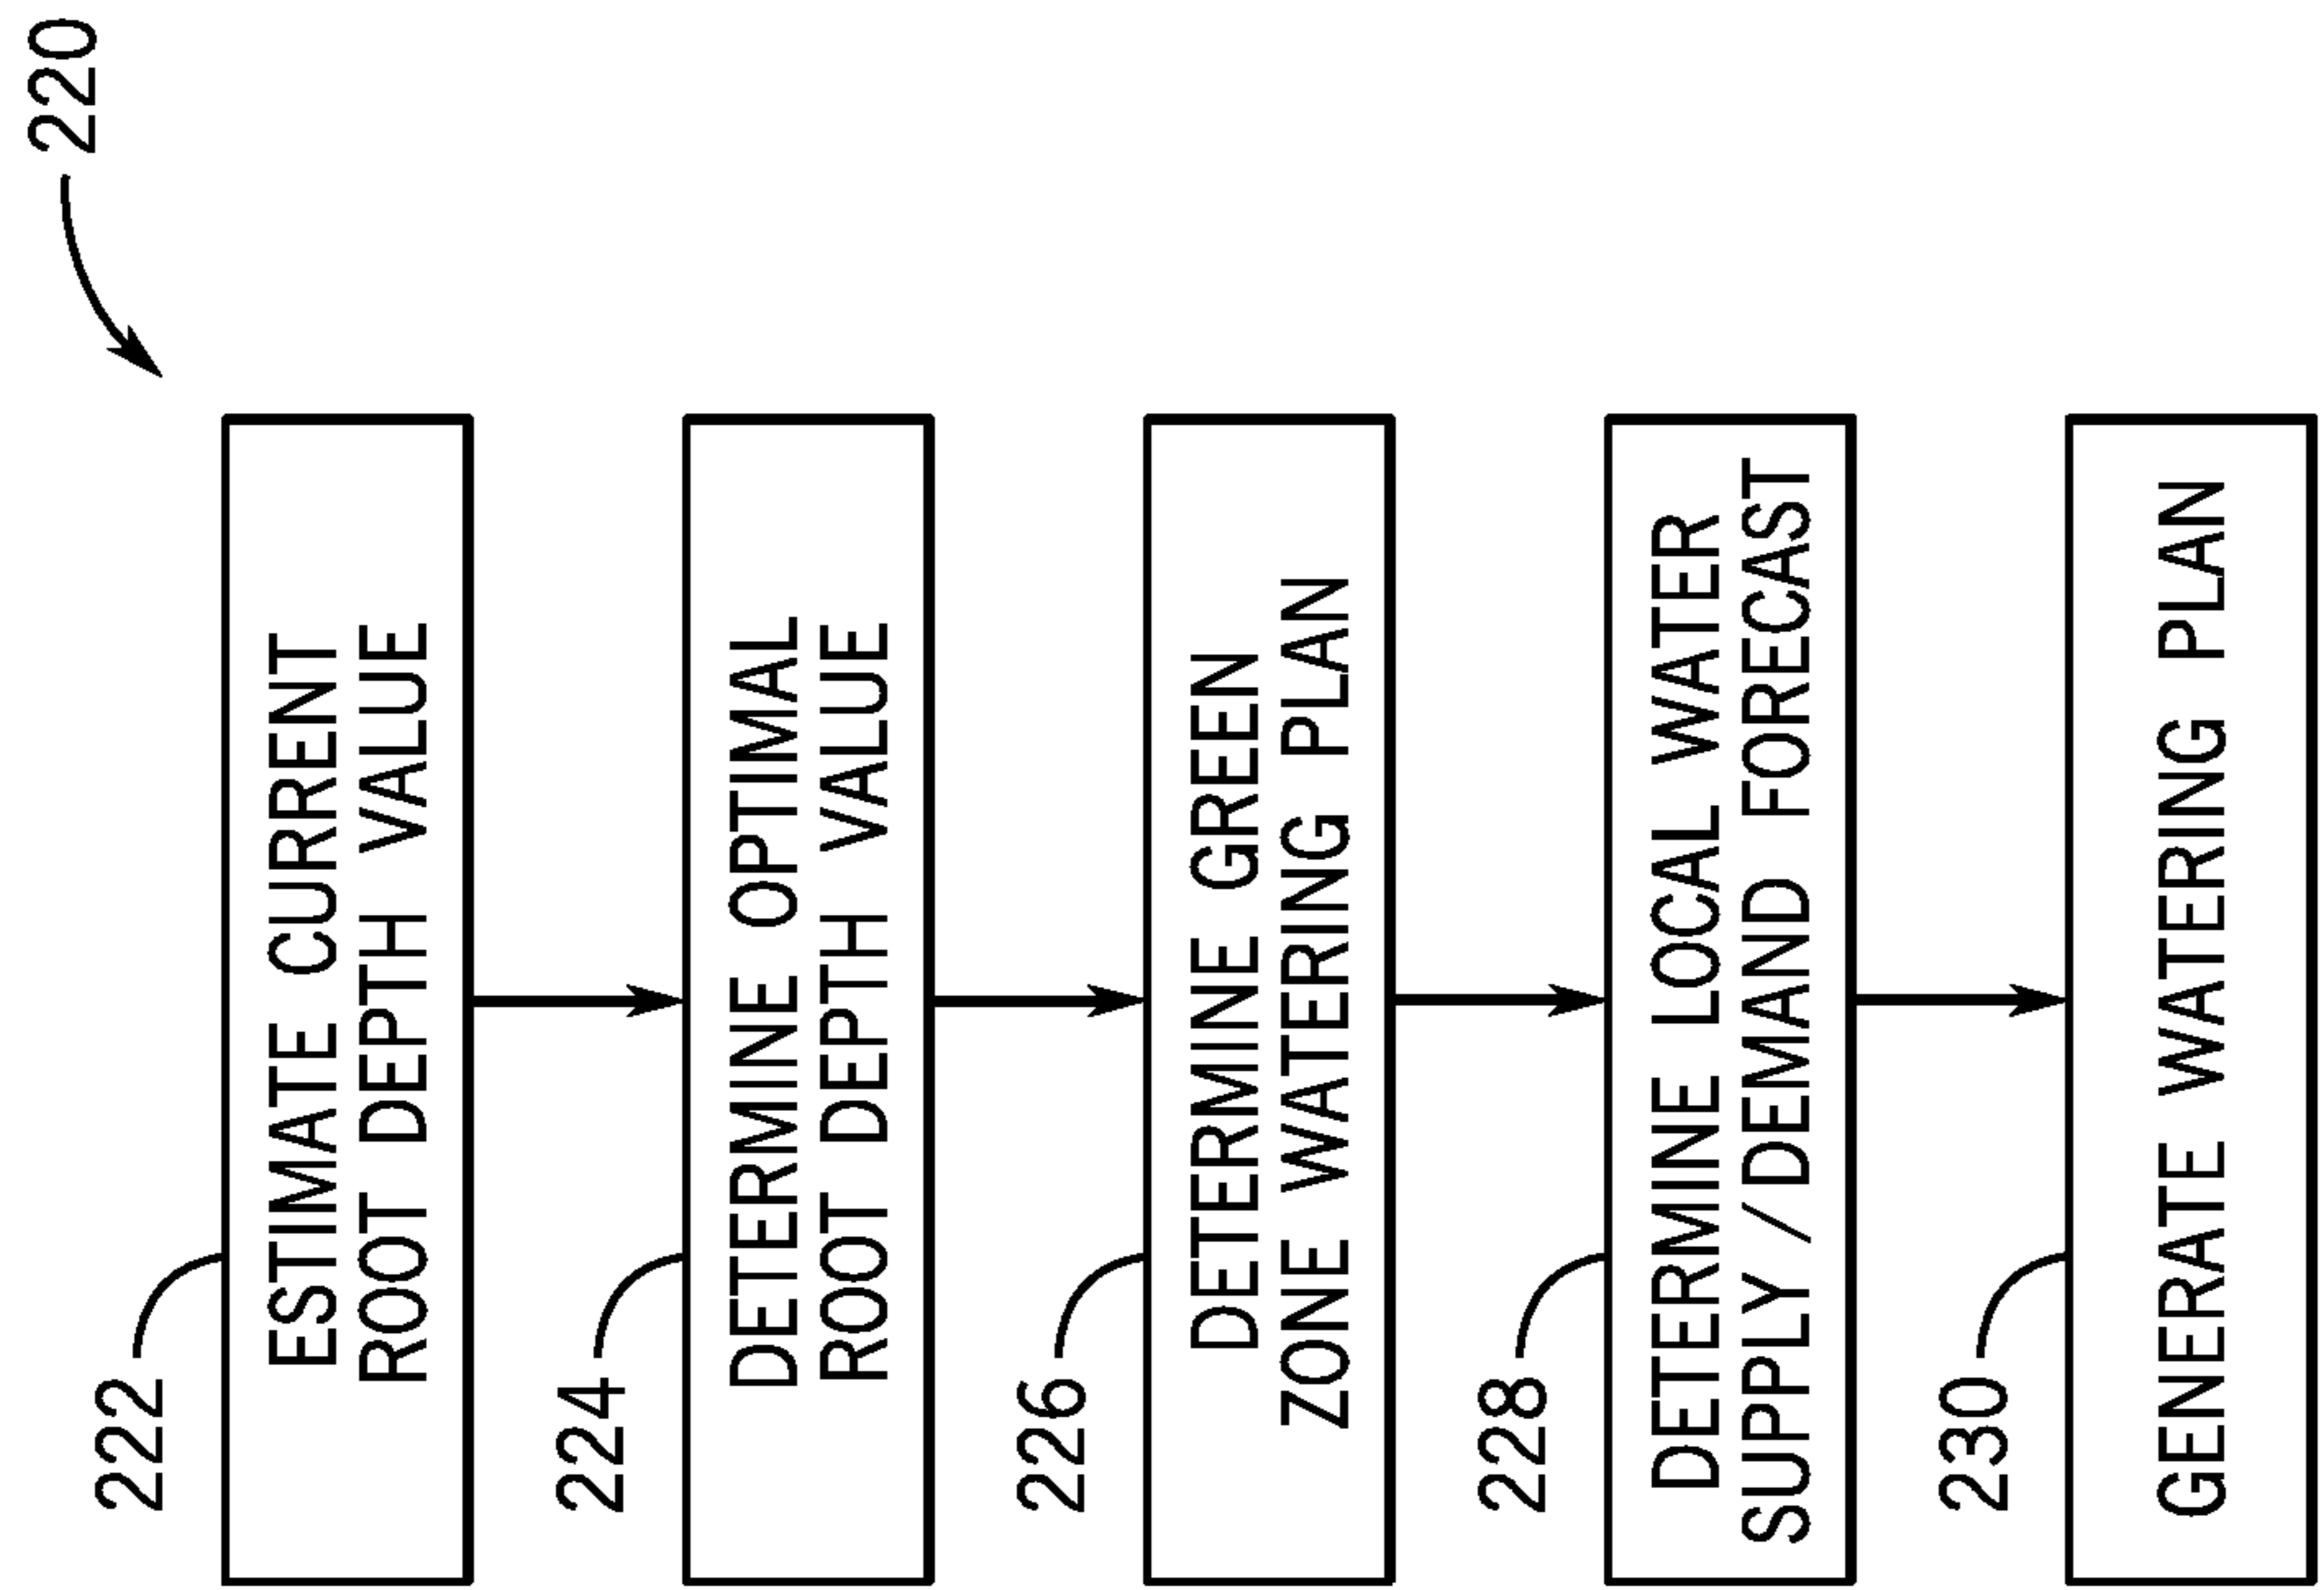 220
222
ESTIMATE CURRENT
ROOT DEPTH VALUE
224
DETERMINE OPTIMAL
ROOT DEPTH VALUE
226
DETERMINE GREEN
ZONE WATERING PLAN
228
DETERMINE LOCAL WATER
SUPPLY/DEMAND FORECAST
230
GENERATE WATERING PLAN